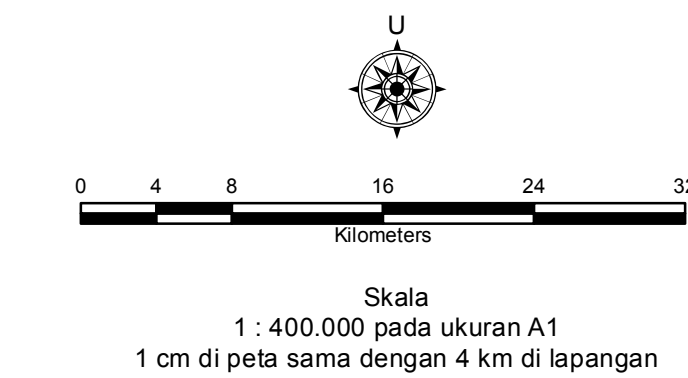 U
0 4 8 16 24 32
Kilometers
Skala
1 : 400.000 pada ukuran A1
1 cm di peta sama dengan 4 km di lapangan